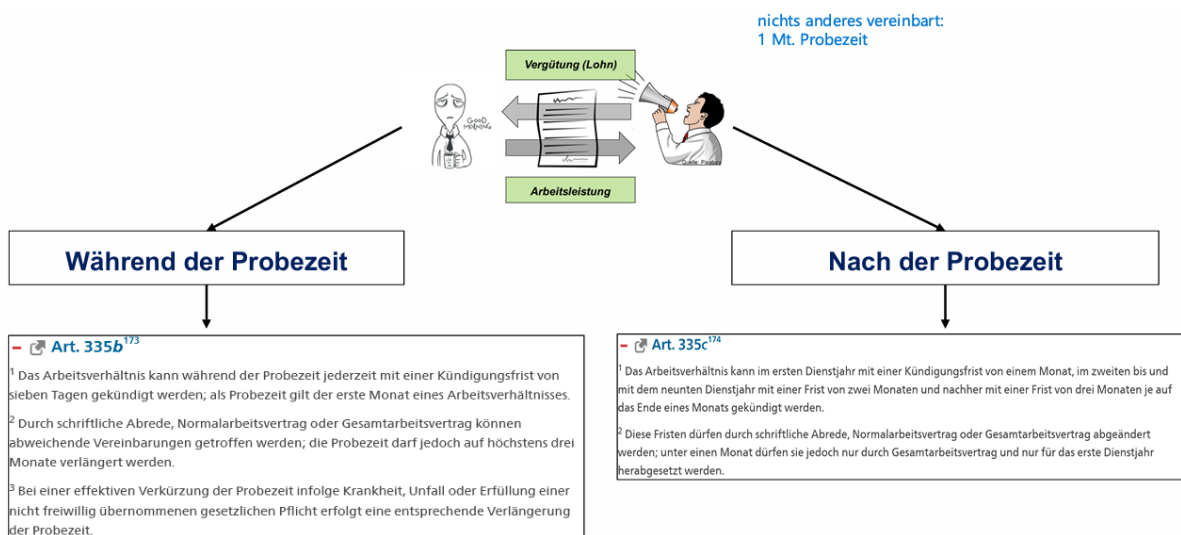 nichts anderes vereinbart:
1 Mt. Probezeit
Vergütung (Lohn)
GOOD
MORNING
Quelle: Pixabay
Arbeitsleistung
Während der Probezeit
Nach der Probezeit
Art. 335b173
1 Das Arbeitsverhältnis kann während der Probezeit jederzeit mit einer Kündigungsfrist von
sieben Tagen gekündigt werden; als Probezeit gilt der erste Monat eines Arbeitsverhältnisses.
2 Durch schriftliche Abrede, Normalarbeitsvertrag oder Gesamtarbeitsvertrag können
abweichende Vereinbarungen getroffen werden; die Probezeit darf jedoch auf höchstens drei
Monate verlängert werden.
3 Bei einer effektiven Verkürzung der Probezeit infolge Krankheit, Unfall oder Erfüllung einer
nicht freiwillig übernommenen gesetzlichen Pflicht erfolgt eine entsprechende Verlängerung
der Probezeit.
Art. 335c174
1 Das Arbeitsverhältnis kann im ersten Dienstjahr mit einer Kündigungsfrist von einem Monat, im zweiten bis und
mit dem neunten Dienstjahr mit einer Frist von zwei Monaten und nachher mit einer Frist von drei Monaten je auf
das Ende eines Monats gekündigt werden.
2 Diese Fristen dürfen durch schriftliche Abrede, Normalarbeitsvertrag oder Gesamtarbeitsvertrag abgeändert
werden; unter einen Monat dürfen sie jedoch nur durch Gesamtarbeitsvertrag und nur für das erste Dienstjahr
herabgesetzt werden.